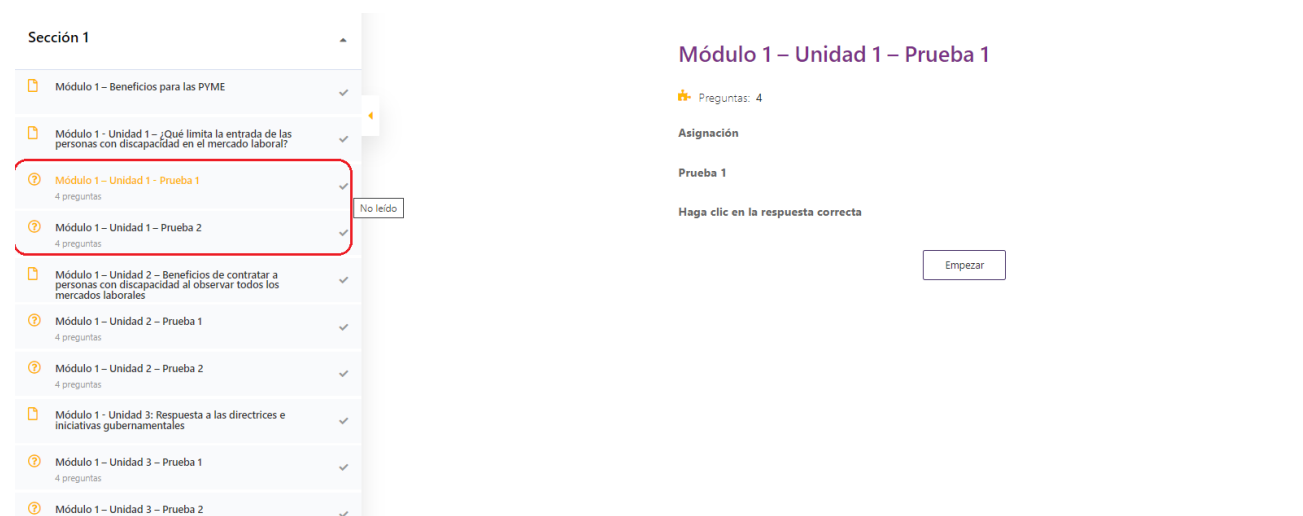 Sección 1
Módulo 1 – Beneficios para las PYME
Módulo 1 - Unidad 1 – ¿Qué limita la entrada de las
personas con discapacidad en el mercado laboral?
Módulo 1 – Unidad 1 - Prueba 1
4 preguntas
No leído
Módulo 1 – Unidad 1 – Prueba 2
4 preguntas
Módulo 1 – Unidad 2 – Beneficios de contratar a
personas con discapacidad al observar todos los
mercados laborales
Módulo 1 – Unidad 2 – Prueba 1
4 preguntas
Módulo 1 – Unidad 2 – Prueba 2
4 preguntas
Módulo 1 - Unidad 3: Respuesta a las directrices e
iniciativas gubernamentales
Módulo 1 – Unidad 3 – Prueba 1
4 preguntas
Módulo 1 – Unidad 3 – Prueba 2
Módulo 1 – Unidad 1 – Prueba 1
Preguntas: 4
Asignación
Prueba 1
Haga clic en la respuesta correcta
Empezar